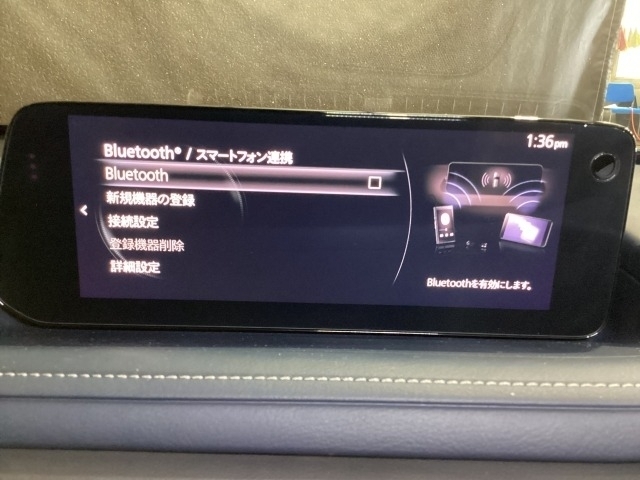 1:36pm
Bluetooth® / スマートフォン連携
Bluetooth
新規機器の登録
接続設定
登録機器削除
詳細設定
Bluetoothを有効にします。